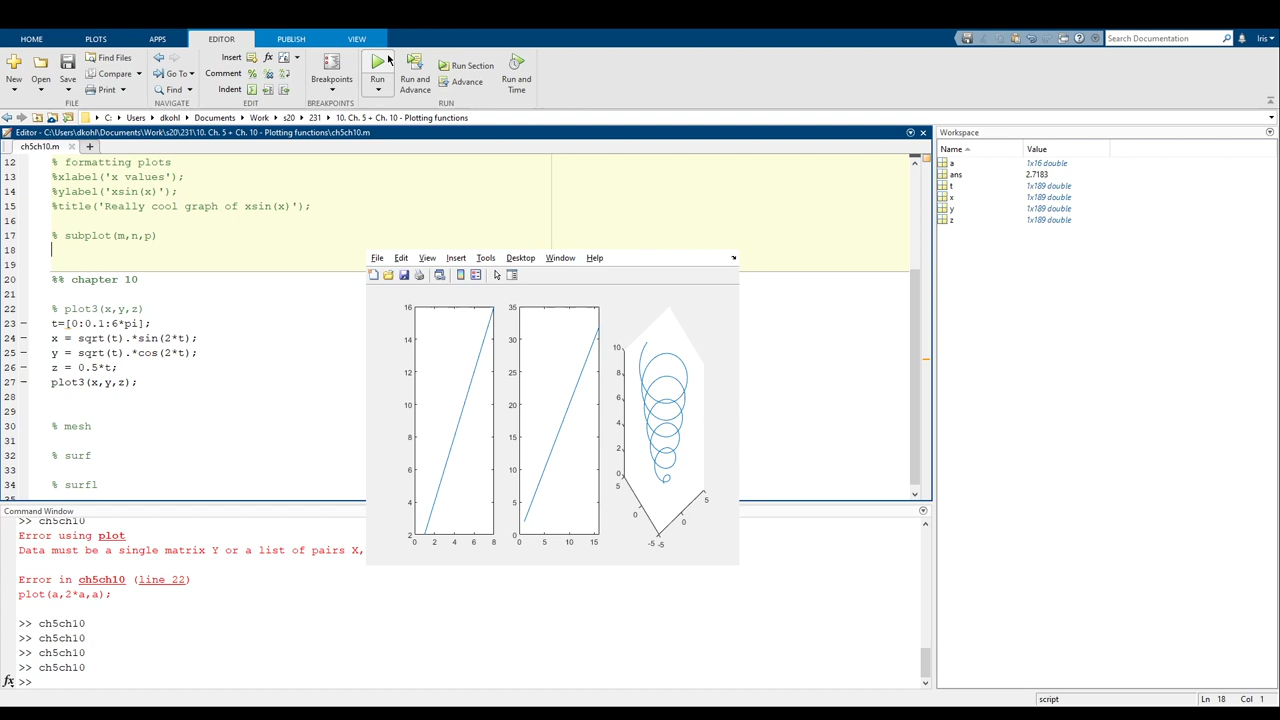 HOME PLOTS APPS EDITOR PUBLISH VIEW
Search Documentation
Iris
New Open Save
Find Files
Compare
Print
Go To
Find
Insert
Comment
Indent
fx
Breakpoints
Run
Run and Advance
Run Section
Advance
Run and Time
FILE NAVIGATE EDIT BREAKPOINTS RUN
C: Users dkohl Documents Work s20 231 10. Ch. 5 + Ch. 10 - Plotting functions
Editor - C:\Users\dkohl\Documents\Work\s20\231\10. Ch. 5 + Ch. 10 - Plotting functions\ch5ch10.m
ch5ch10.m
12 % formatting plots
13 %xlabel('x values');
14 %ylabel('xsin(x)');
15 %title('Really cool graph of xsin(x)');
16
17 % subplot(m,n,p)
18
19
20 %% chapter 10
21
22 % plot3(x,y,z)
23 – t=[0:0.1:6*pi];
24 – x = sqrt(t).*sin(2*t);
25 – y = sqrt(t).*cos(2*t);
26 – z = 0.5*t;
27 – plot3(x,y,z);
28
29
30 % mesh
31
32 % surf
33
34 % surfl
35
File Edit View Insert Tools Desktop Window Help
16
14
12
10
8
6
4
2
0 2 4 6 8
35
30
25
20
15
10
5
0
0 5 10 15
10
8
6
4
2
0
5
0
-5
-5
0
5
Command Window
>> ch5ch10
Error using plot
Data must be a single matrix Y or a list of pairs X,
Error in ch5ch10 (line 22)
plot(a,2*a,a);
>> ch5ch10
>> ch5ch10
>> ch5ch10
>> ch5ch10
fx >>
Workspace
Name Value
a 1x16 double
ans 2.7183
t 1x189 double
x 1x189 double
y 1x189 double
z 1x189 double
script
Ln 18 Col 1